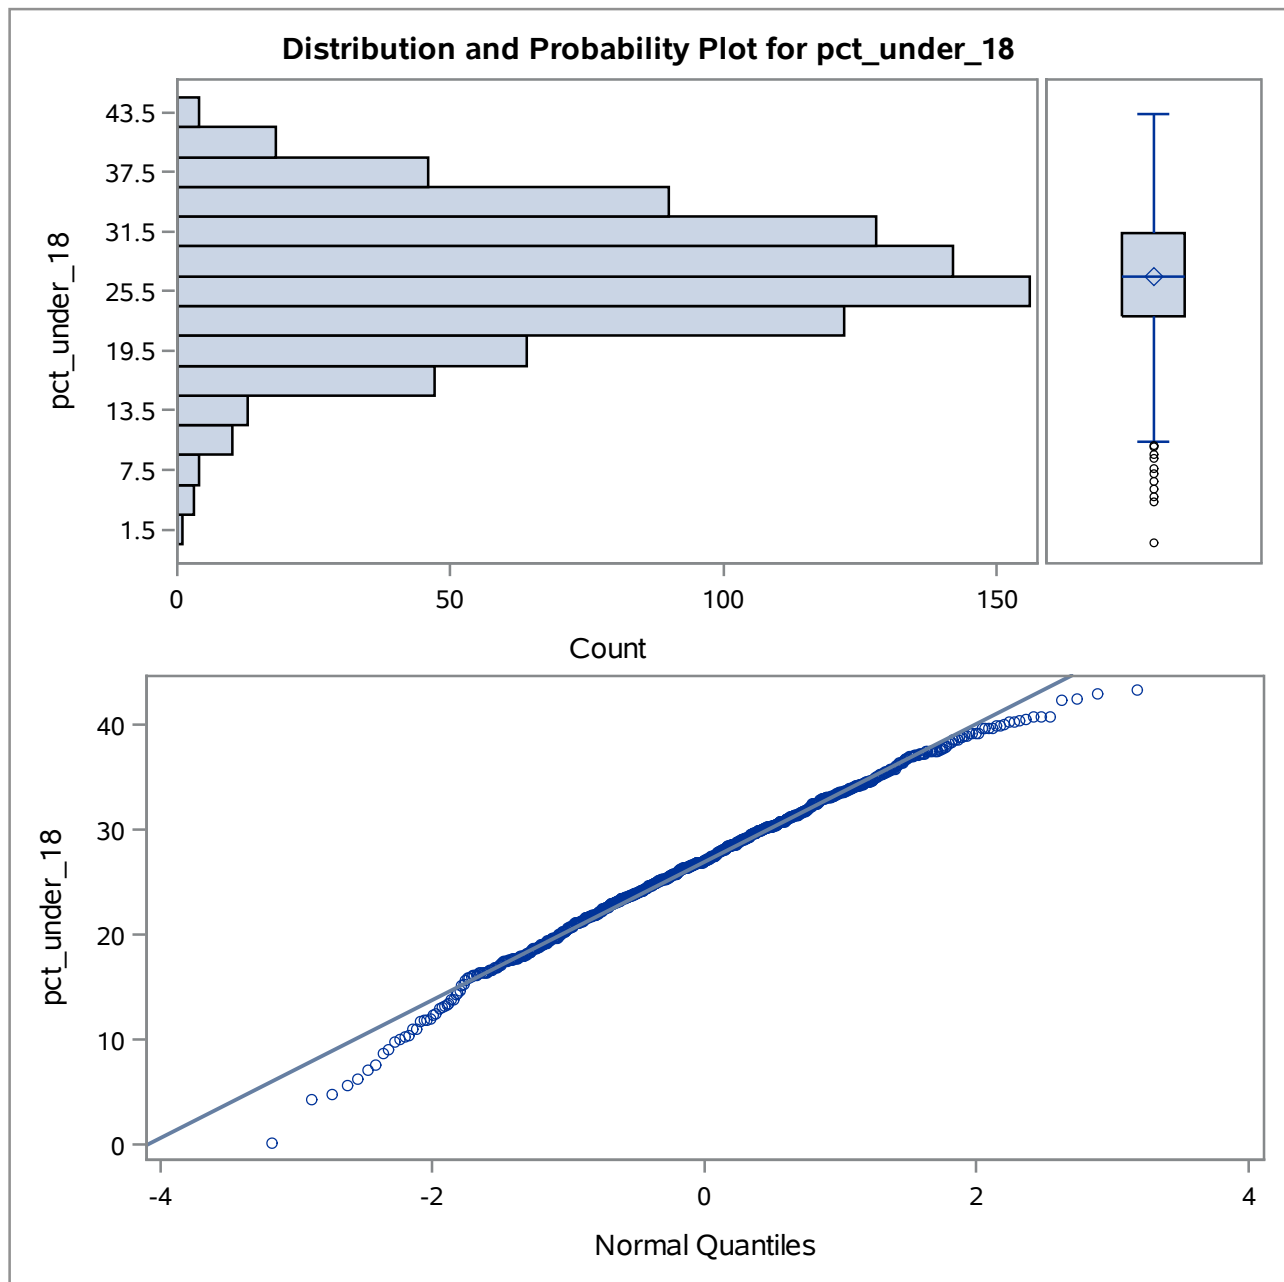 Distribution and Probability Plot for pct_under_18
pct_under_18
43.5
37.5
31.5
25.5
19.5
13.5
7.5
1.5
0 50 100 150
Count
pct_under_18
40
30
20
10
0
-4 -2 0 2 4
Normal Quantiles